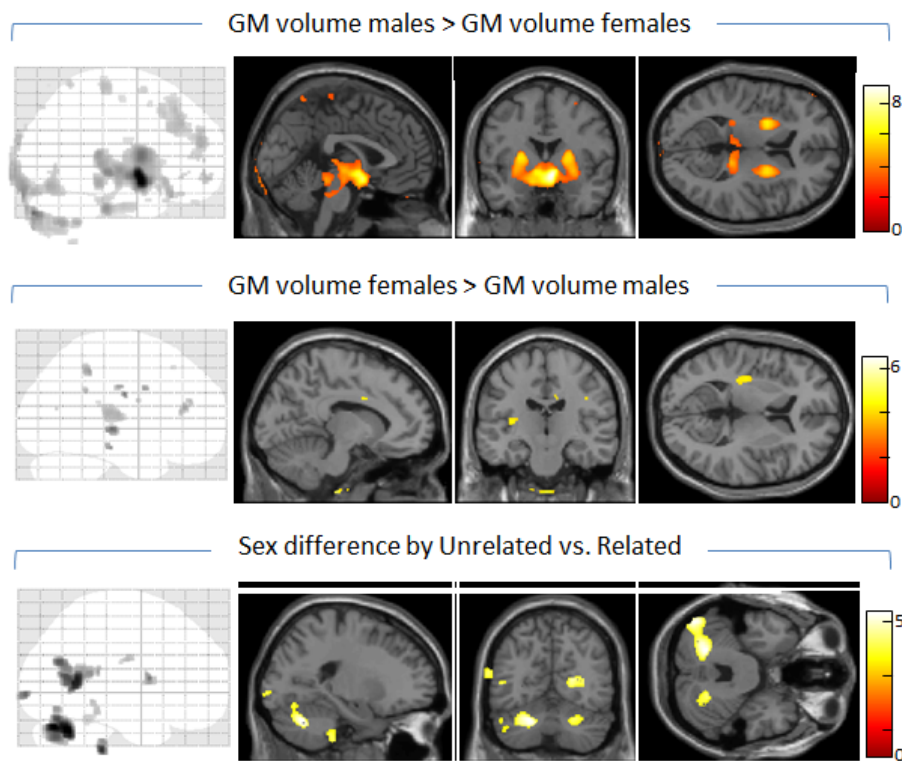 GM volume males > GM volume females
8
0
GM volume females > GM volume males
6
0
Sex difference by Unrelated vs. Related
5
0